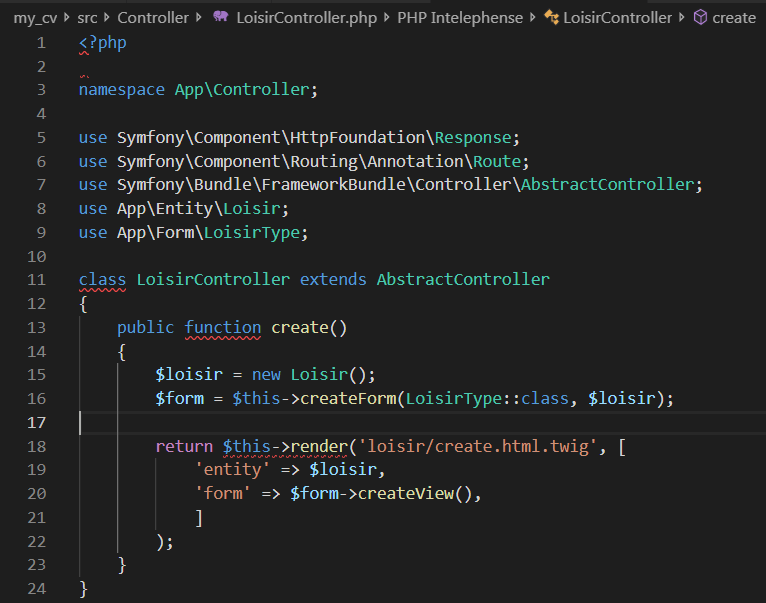 my_cv > src > Controller > LoisirController.php > PHP Intelephense > LoisirController > create
1 <?php
2
3 namespace App\Controller;
4
5 use Symfony\Component\HttpFoundation\Response;
6 use Symfony\Component\Routing\Annotation\Route;
7 use Symfony\Bundle\FrameworkBundle\Controller\AbstractController;
8 use App\Entity\Loisir;
9 use App\Form\LoisirType;
10
11 class LoisirController extends AbstractController
12 {
13     public function create()
14     {
15         $loisir = new Loisir();
16         $form = $this->createForm(LoisirType::class, $loisir);
17
18         return $this->render('loisir/create.html.twig', [
19             'entity' => $loisir,
20             'form' => $form->createView(),
21             ]
22         );
23     }
24 }